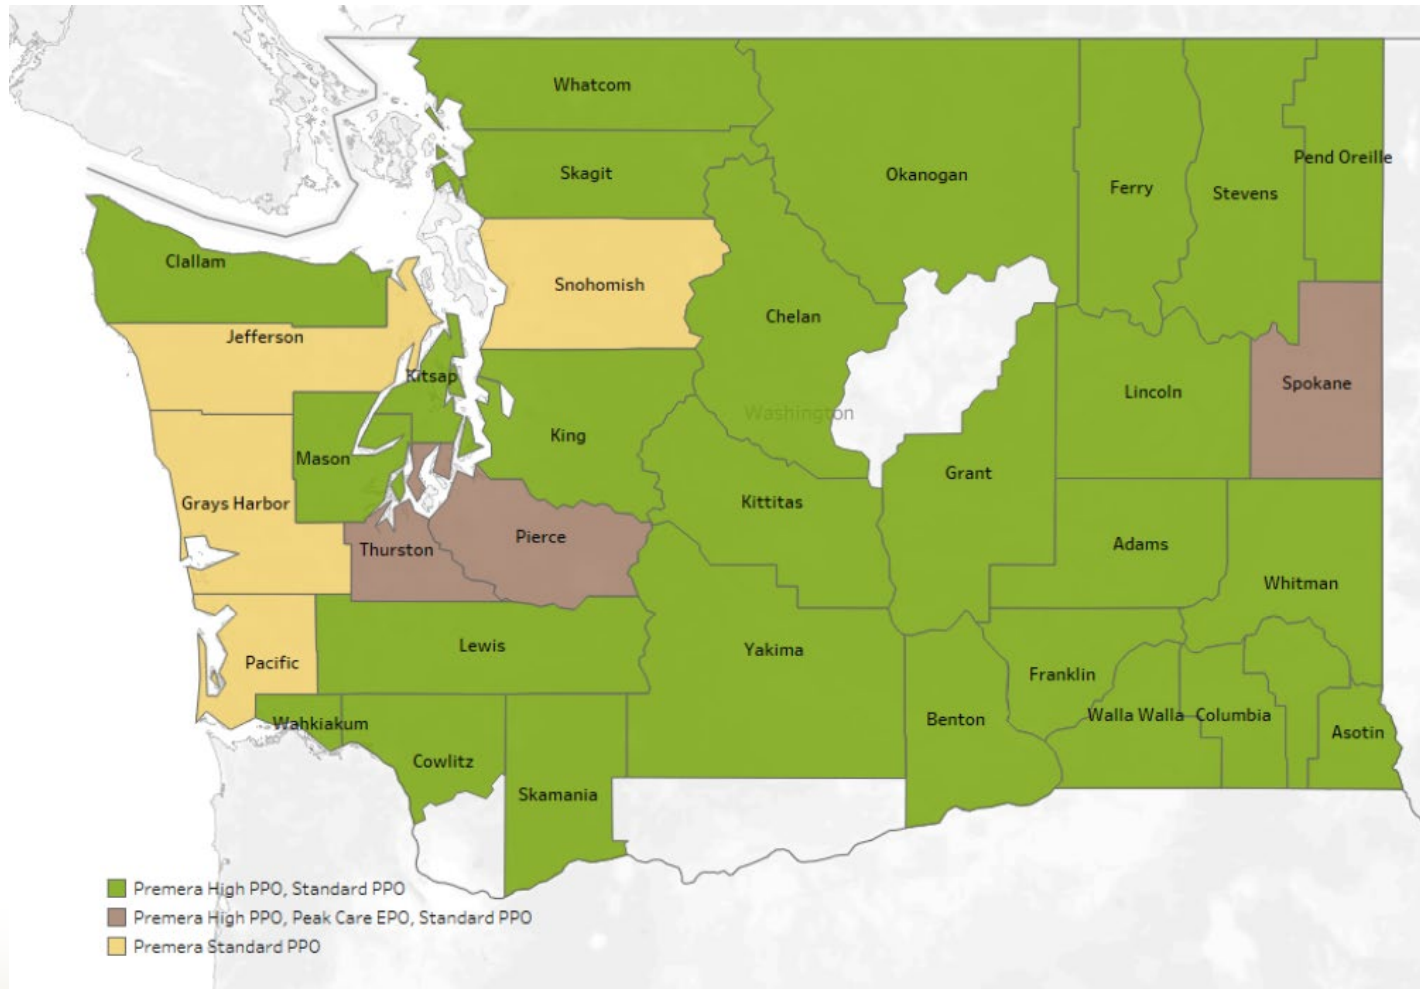 Whatcom
Skagit
Okanogan
Ferry
Stevens
Pend Oreille
Clallam
Snohomish
Jefferson
Chelan
Kitsap
Lincoln
Spokane
Washington
King
Mason
Grant
Grays Harbor
Kittitas
Thurston
Pierce
Adams
Whitman
Lewis
Yakima
Pacific
Franklin
Wahkiakum
Benton
Walla Walla
Columbia
Asotin
Cowlitz
Skamania
Premera High PPO, Standard PPO
Premera High PPO, Peak Care EPO, Standard PPO
Premera Standard PPO